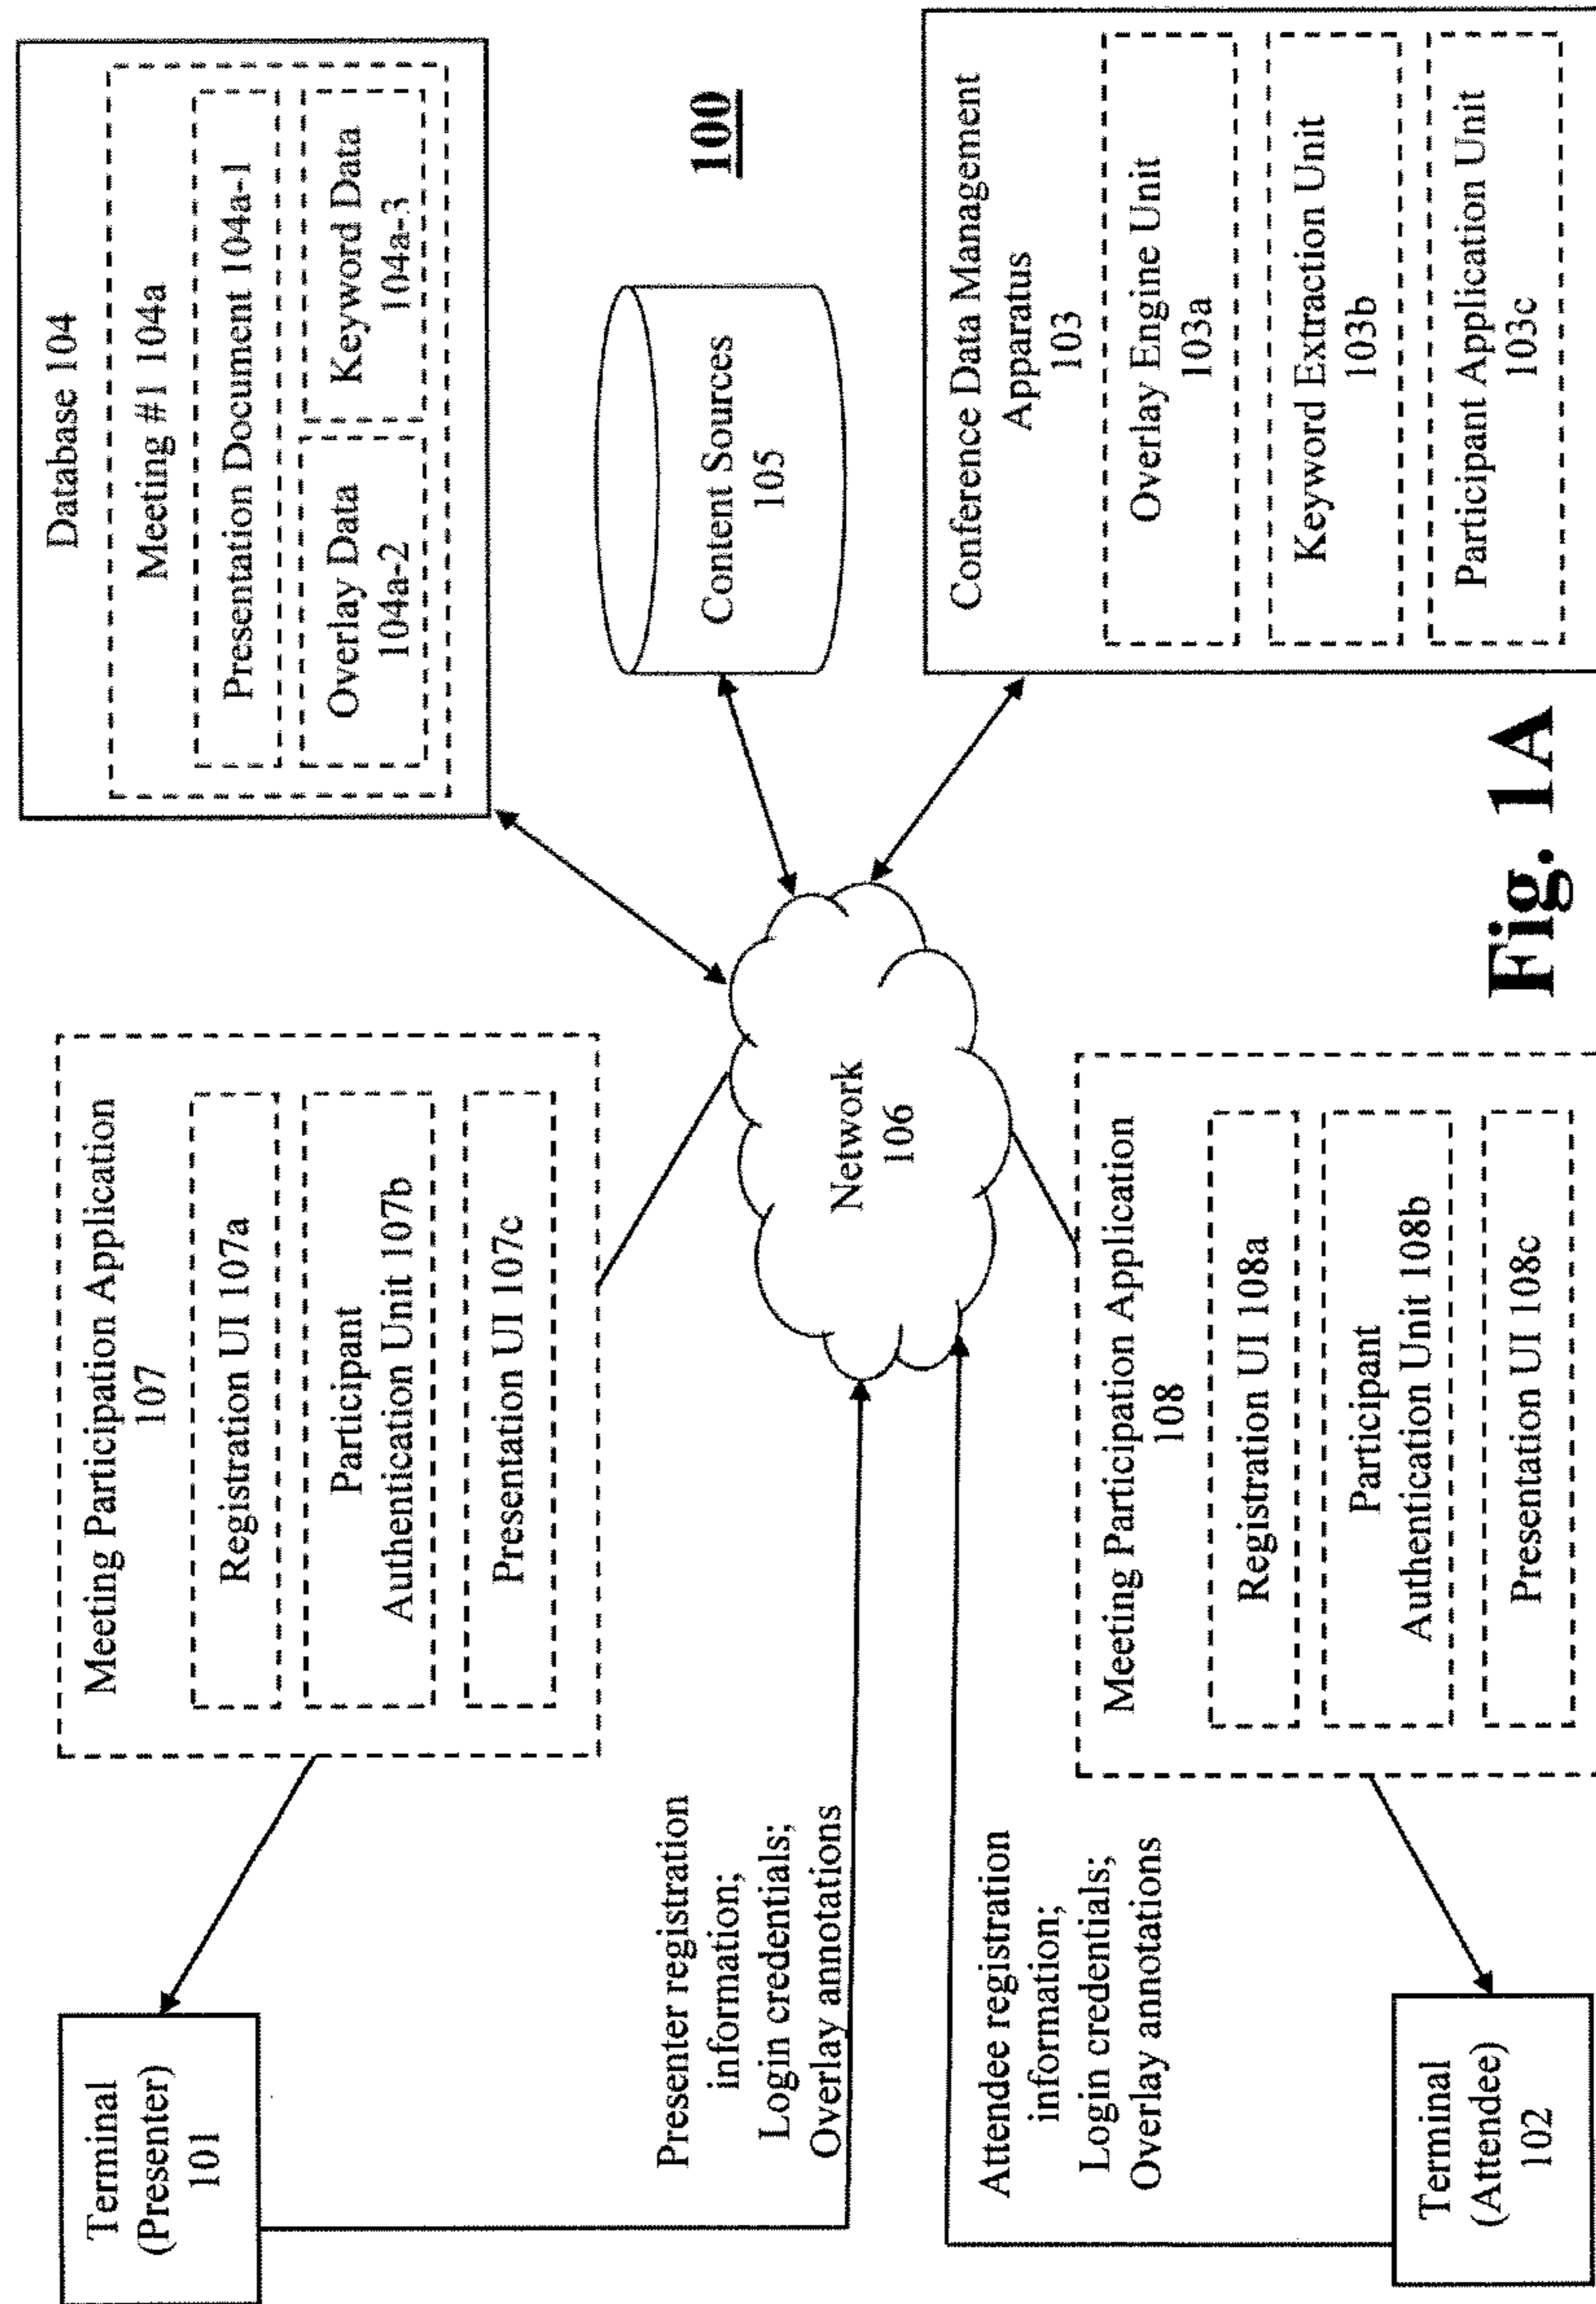 Terminal
(Presenter)
101
Meeting Participation Application
107
Registration UI 107a
Participant
Authentication Unit 107b
Presentation UI 107c
Database 104
Meeting #1 104a
Presentation Document 104a-1
Overlay Data
104a-2
Keyword Data
104a-3
100
Presenter registration
information;
Login credentials;
Overlay annotations
Network
106
Content Sources
105
Attendee registration
information;
Login credentials;
Overlay annotations
Terminal
(Attendee)
102
Meeting Participation Application
108
Registration UI 108a
Participant
Authentication Unit 108b
Presentation UI 108c
Conference Data Management
Apparatus
103
Overlay Engine Unit
103a
Keyword Extraction Unit
103b
Participant Application Unit
103c
Fig. 1A